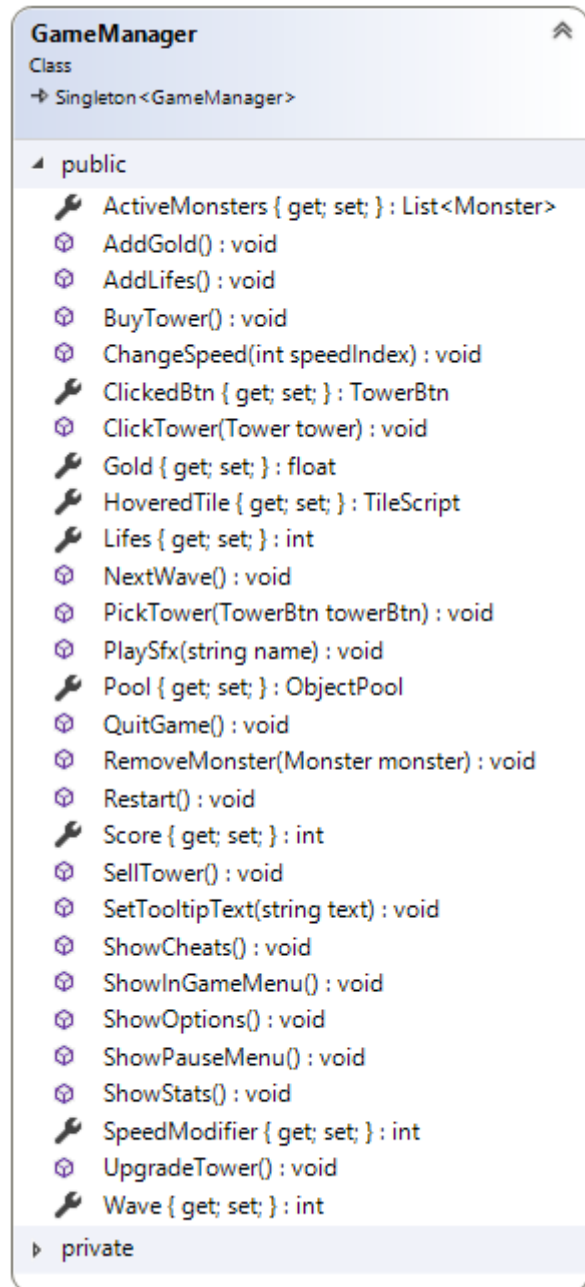 GameManager
Class
Singleton<GameManager>
public
ActiveMonsters { get; set; } : List<Monster>
AddGold() : void
AddLifes() : void
BuyTower() : void
ChangeSpeed(int speedIndex) : void
ClickedBtn { get; set; } : TowerBtn
ClickTower(Tower tower) : void
Gold { get; set; } : float
HoveredTile { get; set; } : TileScript
Lifes { get; set; } : int
NextWave() : void
PickTower(TowerBtn towerBtn) : void
PlaySfx(string name) : void
Pool { get; set; } : ObjectPool
QuitGame() : void
RemoveMonster(Monster monster) : void
Restart() : void
Score { get; set; } : int
SellTower() : void
SetTooltipText(string text) : void
ShowCheats() : void
ShowInGameMenu() : void
ShowOptions() : void
ShowPauseMenu() : void
ShowStats() : void
SpeedModifier { get; set; } : int
UpgradeTower() : void
Wave { get; set; } : int
private